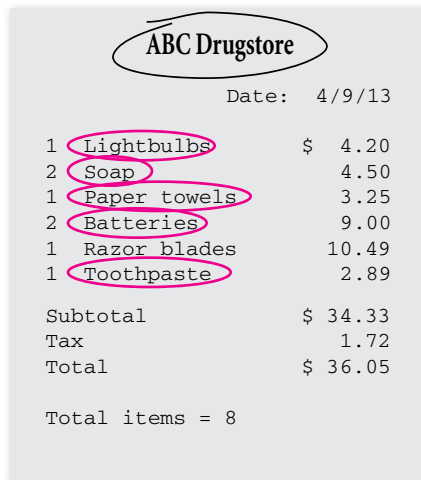 ABC Drugstore
Date: 4/9/13
1 Lightbulbs $ 4.20
2 Soap 4.50
1 Paper towels 3.25
2 Batteries 9.00
1 Razor blades 10.49
1 Toothpaste 2.89
Subtotal $ 34.33
Tax 1.72
Total $ 36.05
Total items = 8